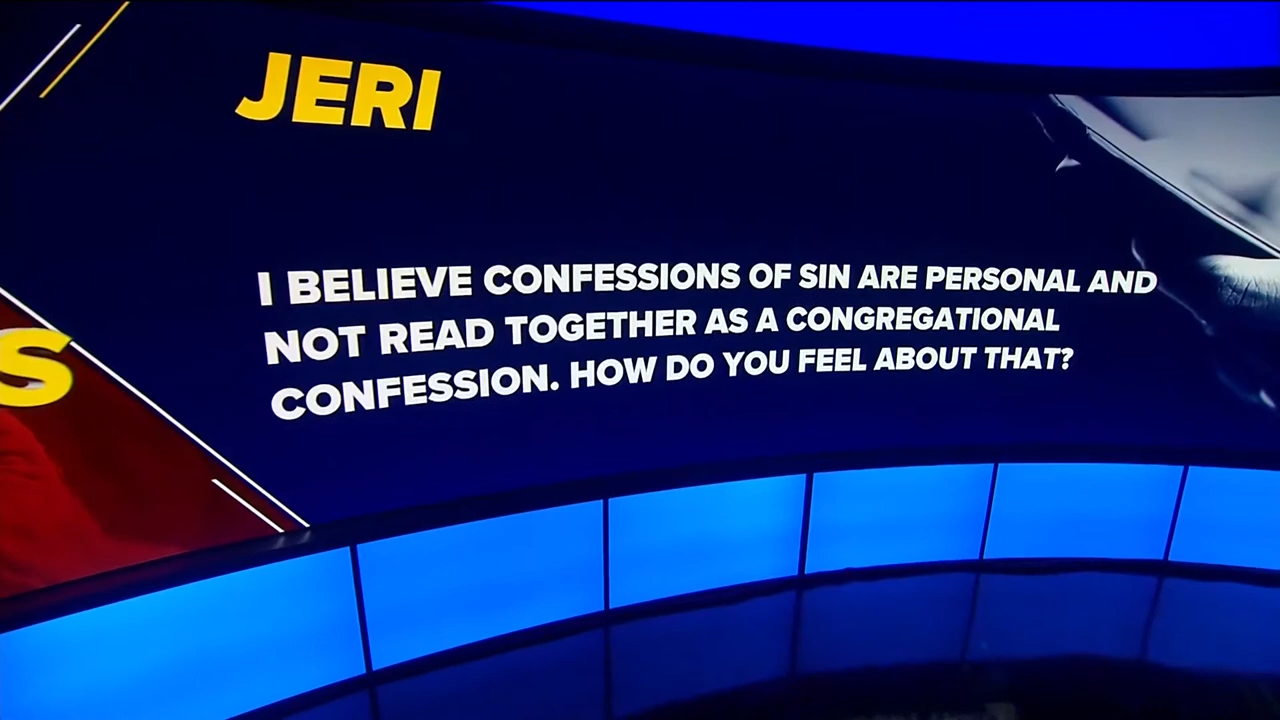 JERI
I BELIEVE CONFESSIONS OF SIN ARE PERSONAL AND
NOT READ TOGETHER AS A CONGREGATIONAL
CONFESSION. HOW DO YOU FEEL ABOUT THAT?
S